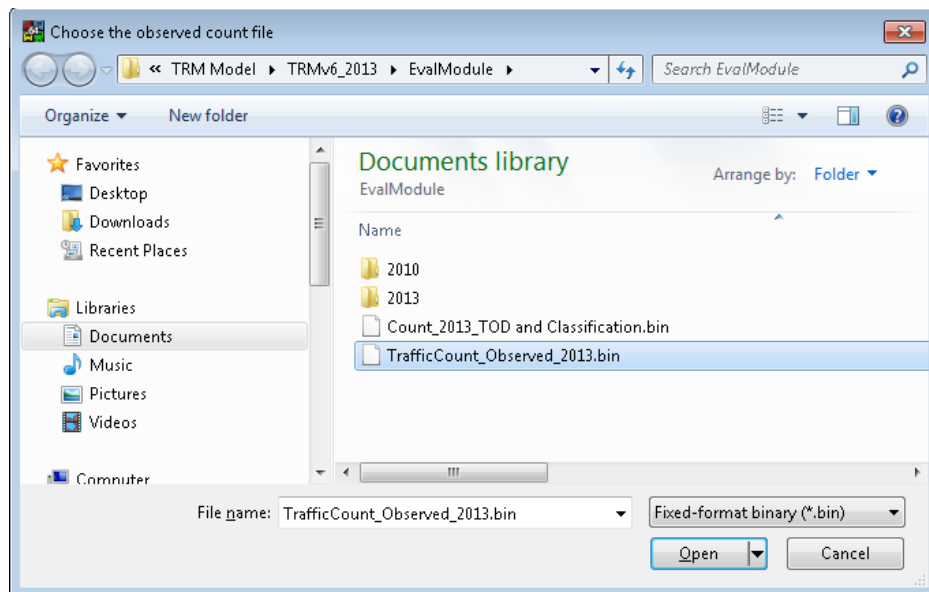 Choose the observed count file
« TRM Model ▸ TRMv6_2013 ▸ EvalModule ▸
Search EvalModule
Organize
New folder
Favorites
Desktop
Downloads
Recent Places
Libraries
Documents
Music
Pictures
Videos
Computer
Documents library
EvalModule
Arrange by: Folder
Name
2010
2013
Count_2013_TOD and Classification.bin
TrafficCount_Observed_2013.bin
File name: TrafficCount_Observed_2013.bin
Fixed-format binary (*.bin)
Open
Cancel